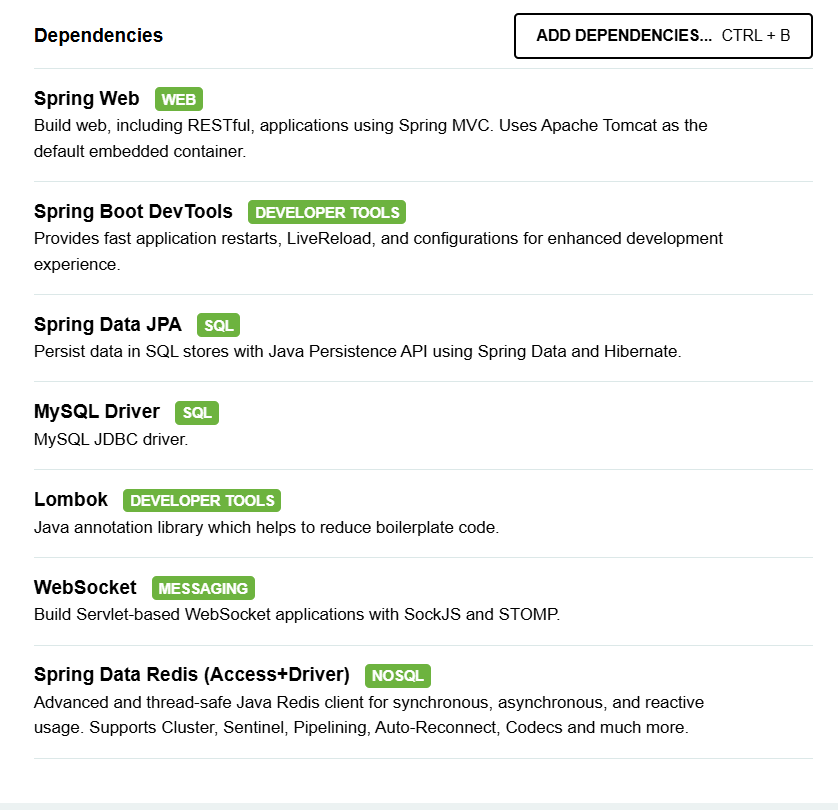 Dependencies ADD DEPENDENCIES... CTRL + B
Spring Web WEB
Build web, including RESTful, applications using Spring MVC. Uses Apache Tomcat as the
default embedded container.
Spring Boot DevTools DEVELOPER TOOLS
Provides fast application restarts, LiveReload, and configurations for enhanced development
experience.
Spring Data JPA SQL
Persist data in SQL stores with Java Persistence API using Spring Data and Hibernate.
MySQL Driver SQL
MySQL JDBC driver.
Lombok DEVELOPER TOOLS
Java annotation library which helps to reduce boilerplate code.
WebSocket MESSAGING
Build Servlet-based WebSocket applications with SockJS and STOMP.
Spring Data Redis (Access+Driver) NOSQL
Advanced and thread-safe Java Redis client for synchronous, asynchronous, and reactive
usage. Supports Cluster, Sentinel, Pipelining, Auto-Reconnect, Codecs and much more.